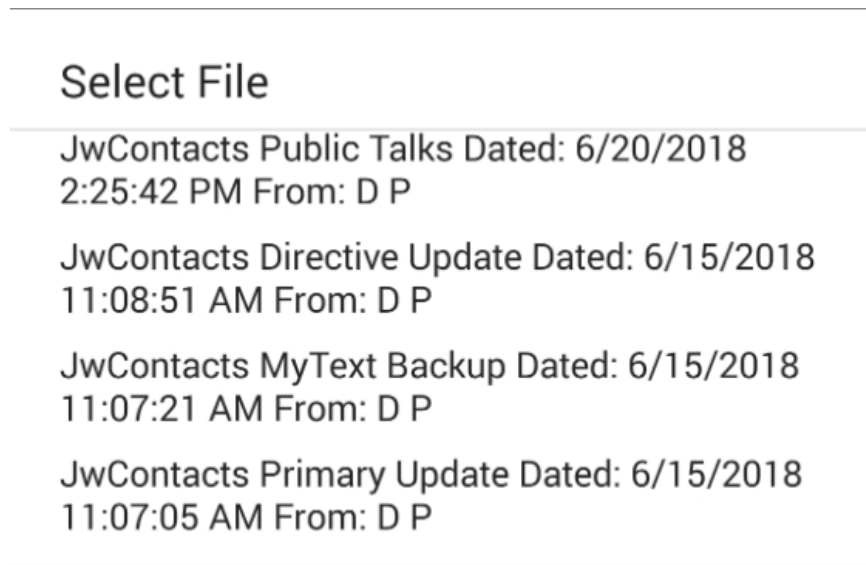 Select File
JwContacts Public Talks Dated: 6/20/2018
2:25:42 PM From: D P
JwContacts Directive Update Dated: 6/15/2018
11:08:51 AM From: D P
JwContacts MyText Backup Dated: 6/15/2018
11:07:21 AM From: D P
JwContacts Primary Update Dated: 6/15/2018
11:07:05 AM From: D P